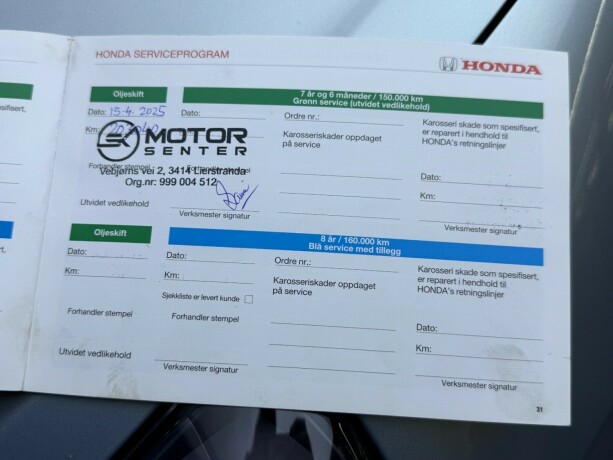 HONDA SERVICEPROGRAM
HONDA
Oljeskift
7 år og 6 måneder / 150.000 km
Grønn service (utvidet vedlikehold)
Dato: 15-4. 2025
Dato:
Ordre nr.:
Karosseri skade som spesifisert, er reparert i hendhold til HONDA's retningslinjer
Km:
Karosseriskader oppdaget på service
MOTOR
SENTER
Forhandler stempel
Forhandler stempel
Vebjørns vei 2, 3414 Lierstranda
Org.nr: 999 004 512
Dato:
Km:
Utvidet vedlikehold
Verksmester signatur
Verksmester signatur
Oljeskift
8 år / 160.000 km
Blå service med tillegg
Dato:
Dato:
Ordre nr.:
Karosseri skade som spesifisert, er reparert i hendhold til HONDA's retningslinjer
Km:
Km:
Karosseriskader oppdaget på service
Sjekkliste er levert kunde
Forhandler stempel
Forhandler stempel
Dato:
Km:
Utvidet vedlikehold
Verksmester signatur
Verksmester signatur
31